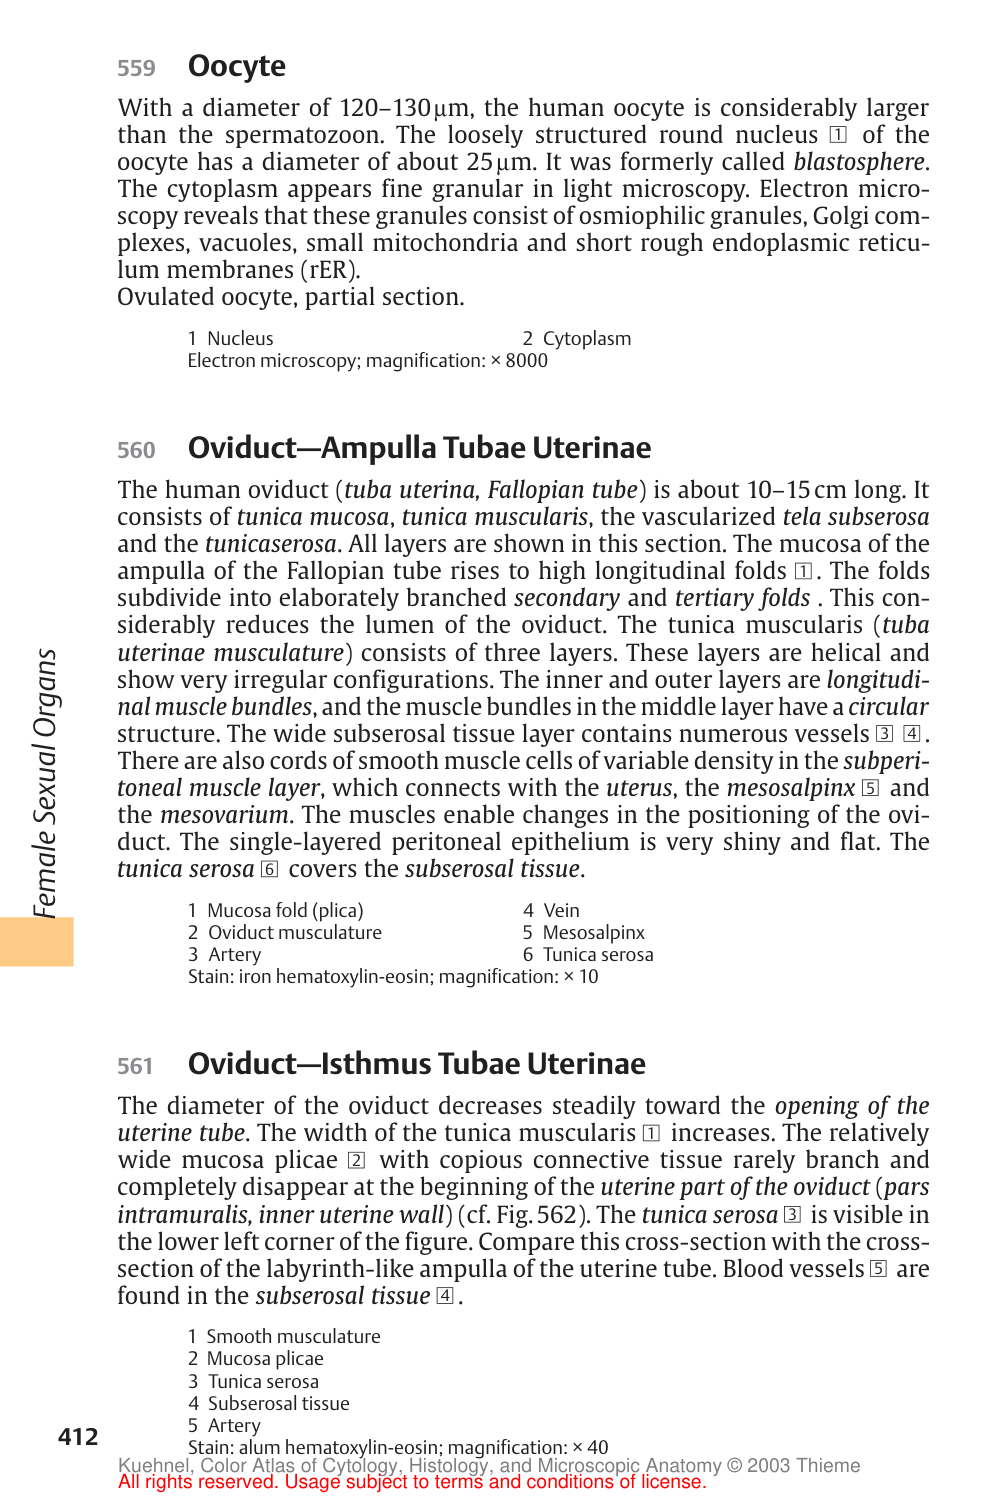 559 Oocyte
With a diameter of 120–130 µm, the human oocyte is considerably larger
than the spermatozoon. The loosely structured round nucleus 1 of the
oocyte has a diameter of about 25 µm. It was formerly called blastosphere.
The cytoplasm appears fine granular in light microscopy. Electron micro-
scopy reveals that these granules consist of osmiophilic granules, Golgi com-
plexes, vacuoles, small mitochondria and short rough endoplasmic reticu-
lum membranes (rER).
Ovulated oocyte, partial section.
1 Nucleus 2 Cytoplasm
Electron microscopy; magnification: × 8000
560 Oviduct—Ampulla Tubae Uterinae
The human oviduct (tuba uterina, Fallopian tube) is about 10–15 cm long. It
consists of tunica mucosa, tunica muscularis, the vascularized tela subserosa
and the tunicaserosa. All layers are shown in this section. The mucosa of the
ampulla of the Fallopian tube rises to high longitudinal folds 1. The folds
subdivide into elaborately branched secondary and tertiary folds . This con-
siderably reduces the lumen of the oviduct. The tunica muscularis (tuba
uterinae musculature) consists of three layers. These layers are helical and
show very irregular configurations. The inner and outer layers are longitudi-
nal muscle bundles, and the muscle bundles in the middle layer have a circular
structure. The wide subserosal tissue layer contains numerous vessels 3 4.
There are also cords of smooth muscle cells of variable density in the subperi-
toneal muscle layer, which connects with the uterus, the mesosalpinx 5 and
the mesovarium. The muscles enable changes in the positioning of the ovi-
duct. The single-layered peritoneal epithelium is very shiny and flat. The
tunica serosa 6 covers the subserosal tissue.
1 Mucosa fold (plica) 4 Vein
2 Oviduct musculature 5 Mesosalpinx
3 Artery 6 Tunica serosa
Stain: iron hematoxylin-eosin; magnification: × 10
561 Oviduct—Isthmus Tubae Uterinae
The diameter of the oviduct decreases steadily toward the opening of the
uterine tube. The width of the tunica muscularis 1 increases. The relatively
wide mucosa plicae 2 with copious connective tissue rarely branch and
completely disappear at the beginning of the uterine part of the oviduct (pars
intramuralis, inner uterine wall) (cf. Fig. 562). The tunica serosa 3 is visible in
the lower left corner of the figure. Compare this cross-section with the cross-
section of the labyrinth-like ampulla of the uterine tube. Blood vessels 5 are
found in the subserosal tissue 4.
1 Smooth musculature
2 Mucosa plicae
3 Tunica serosa
4 Subserosal tissue
5 Artery
Stain: alum hematoxylin-eosin; magnification: × 40
Female Sexual Organs
412
Kuehnel, Color Atlas of Cytology, Histology, and Microscopic Anatomy © 2003 Thieme
All rights reserved. Usage subject to terms and conditions of license.